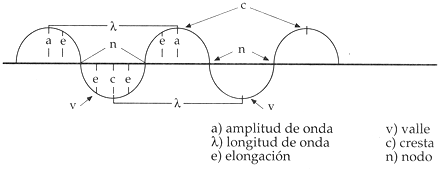 λ c
a e n e a n
e c e
v λ v
a) amplitud de onda v) valle
λ) longitud de onda c) cresta
e) elongación n) nodo